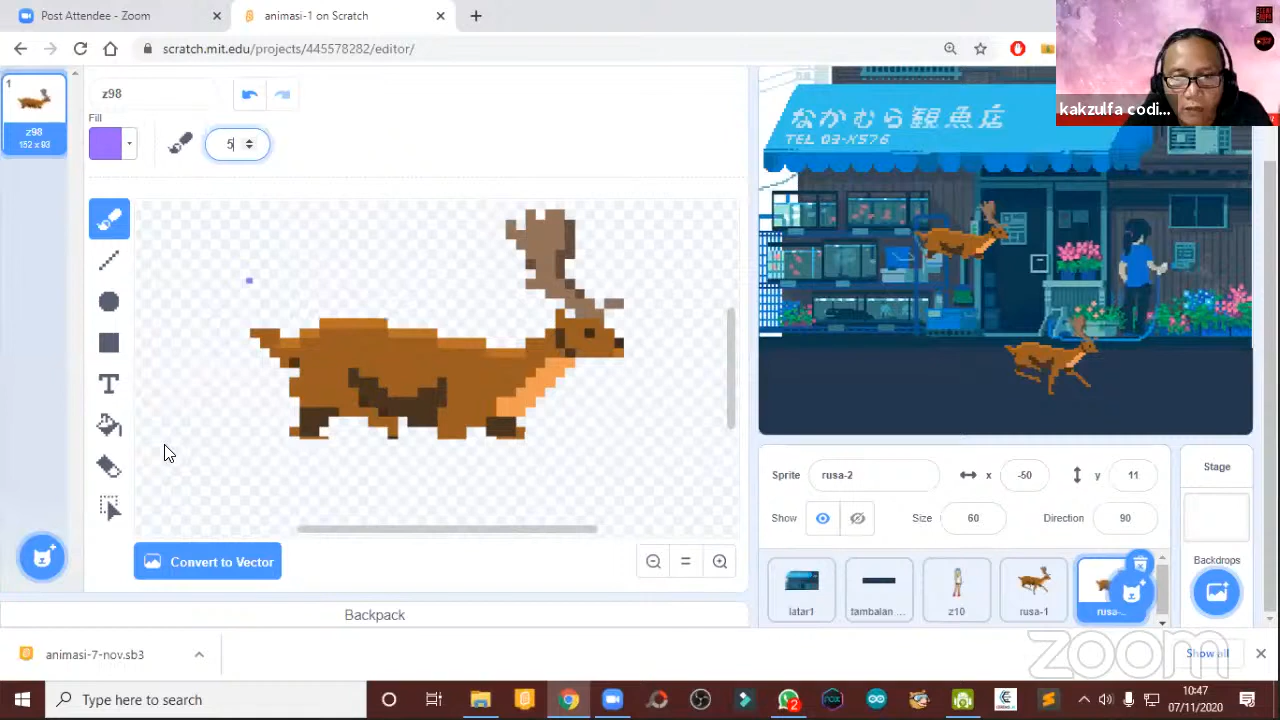 Post Attendee - Zoom
animasi-1 on Scratch
scratch.mit.edu/projects/445578282/editor/
kakzulfa codi...
1
z98
152 x 93
z98
Fill
5
なかむら観魚店
TEL 03-X576
Convert to Vector
Backpack
Sprite
rusa-2
x
-50
y
11
Show
Size
60
Direction
90
Stage
Backdrops
latar1
tambalan ...
z10
rusa-1
rusa-...
animasi-7-nov.sb3
Show all
zoom
Type here to search
2
10:47
07/11/2020